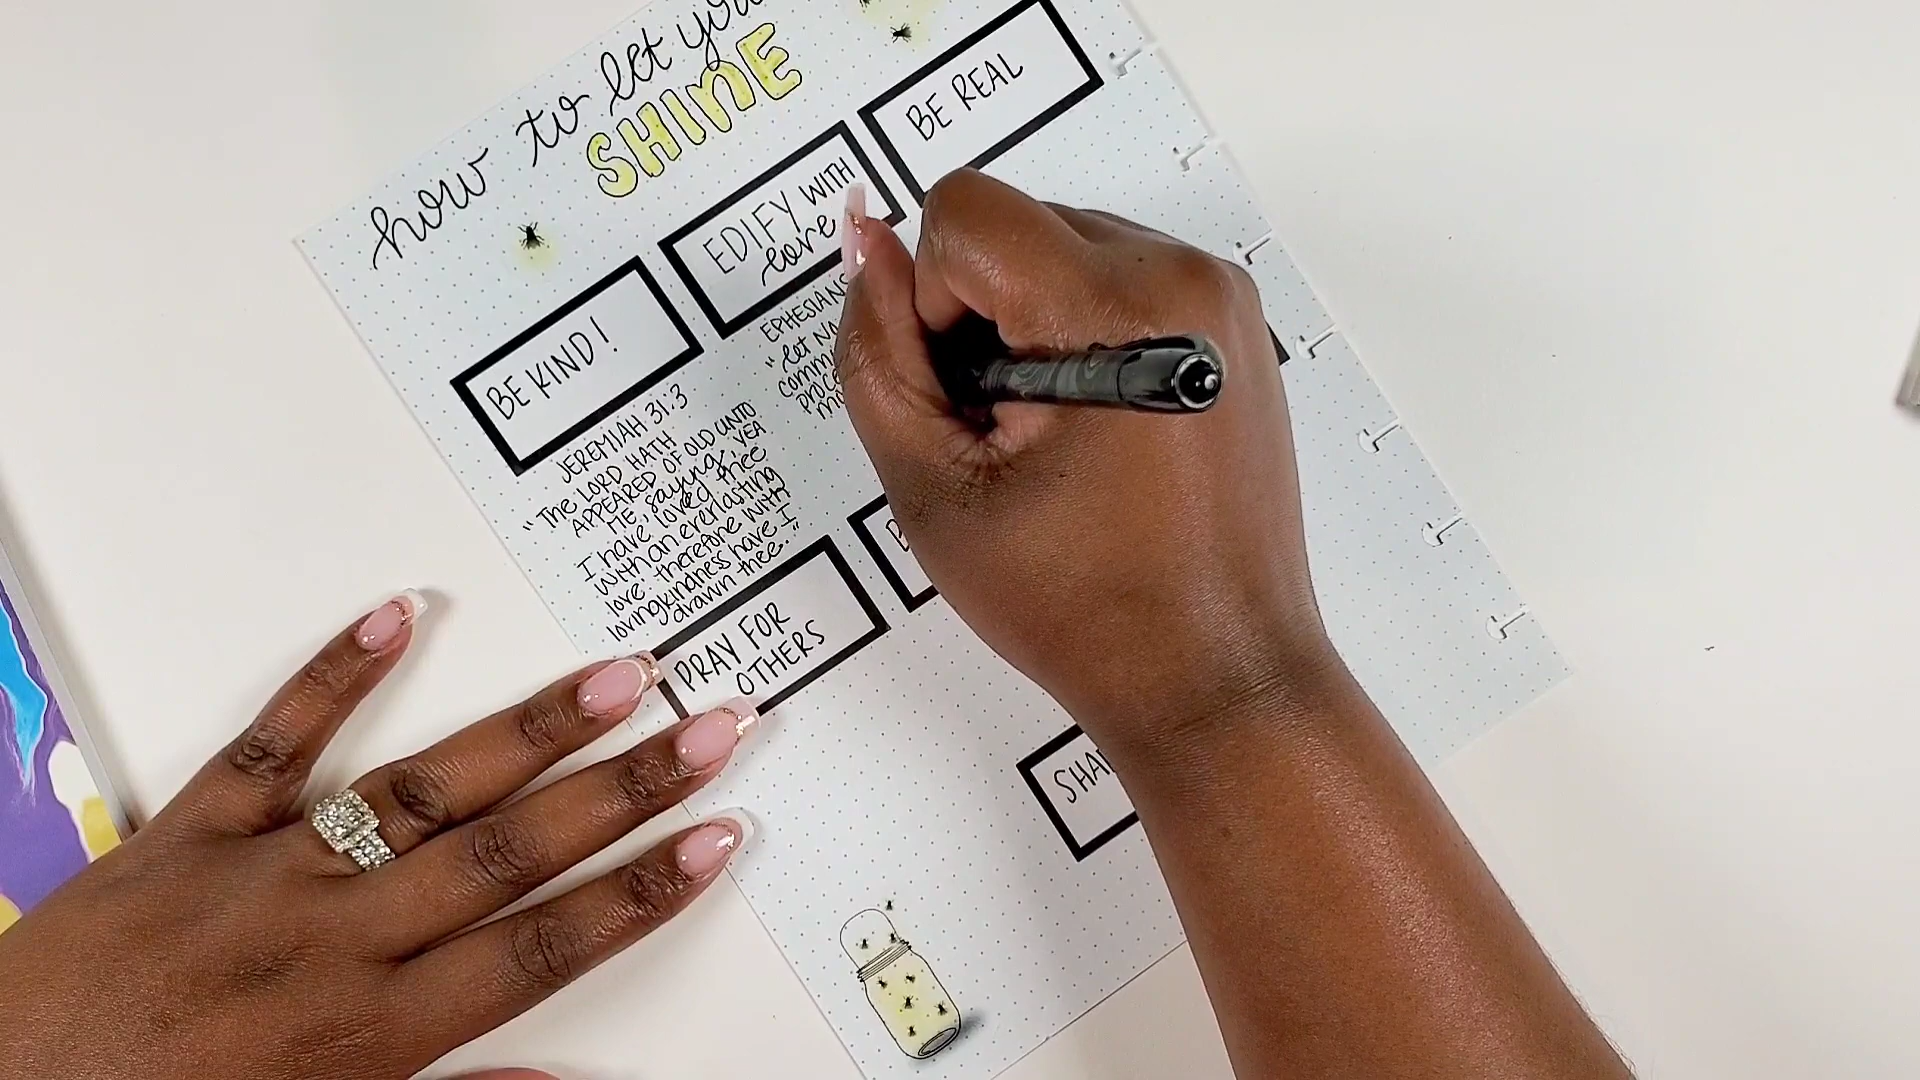 how to let you
SHINE
BE KIND!
JEREMIAH 31:3
"The LORD HATH
APPEARED OF OLD UNTO
ME, saying, YEA
I have loved thee
with an everlasting
love: therefore with
lovingkindness have I
drawn thee."
EDIFY WITH
love
EPHESIANS
"let
BE REAL
PRAY FOR
OTHERS